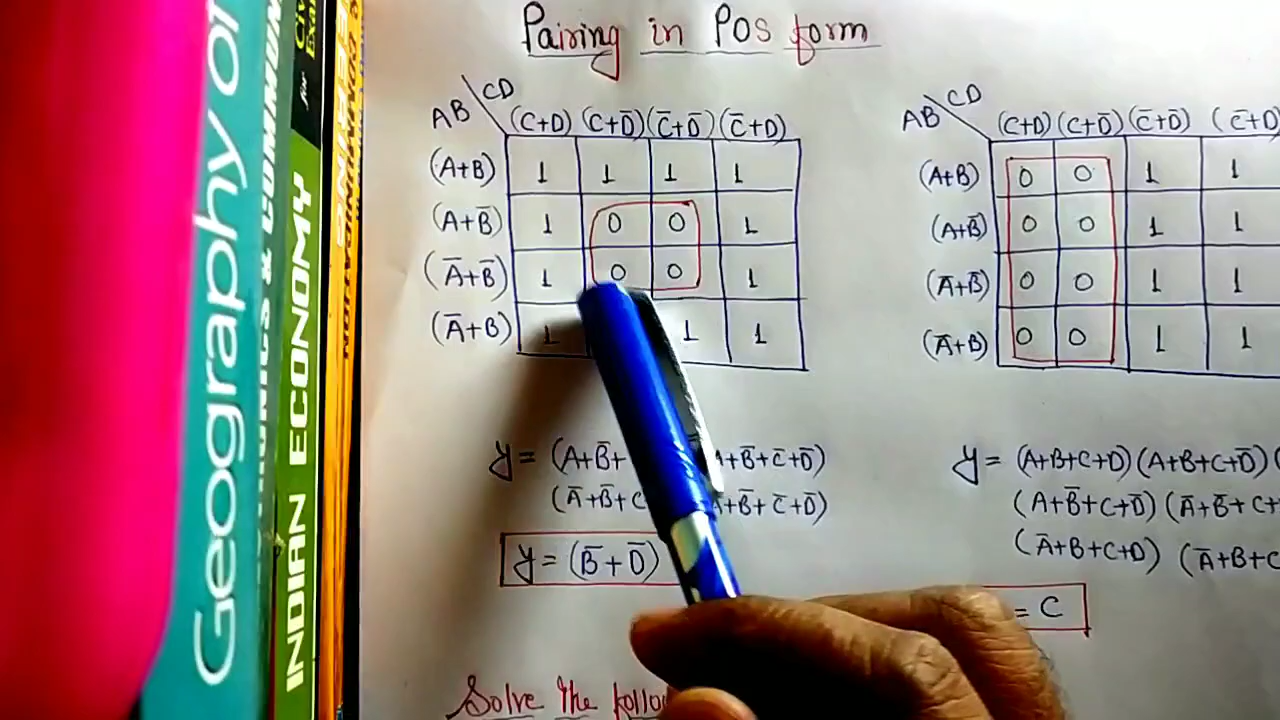 Geography of
INDIAN ECONOMY
for
Pairing in POS form
CD
AB
(C+D) (C+D̅) (C̅+D̅) (C̅+D)
(A+B) 1 1 1 1
(A+B̅) 1 0 0 1
(A̅+B̅) 1 0 0 1
(A̅+B) 1 1 1
y = (A+B̅+ A+B̅+C̅+D̅)
(A̅+B̅+C +B̅+C̅+D̅)
y = (B̅+D̅)
CD
AB
(C+D) (C+D̅) (C̅+D̅) (C̅+D)
(A+B) 0 0 1 1
(A+B̅) 0 0 1 1
(A̅+B̅) 0 0 1 1
(A̅+B) 0 0 1 1
y = (A+B+C+D) (A+B+C+D̅) (
(A+B̅+C+D̅) (A̅+B̅+C+
(A̅+B+C+D) (A̅+B+C
= C
Solve the follo